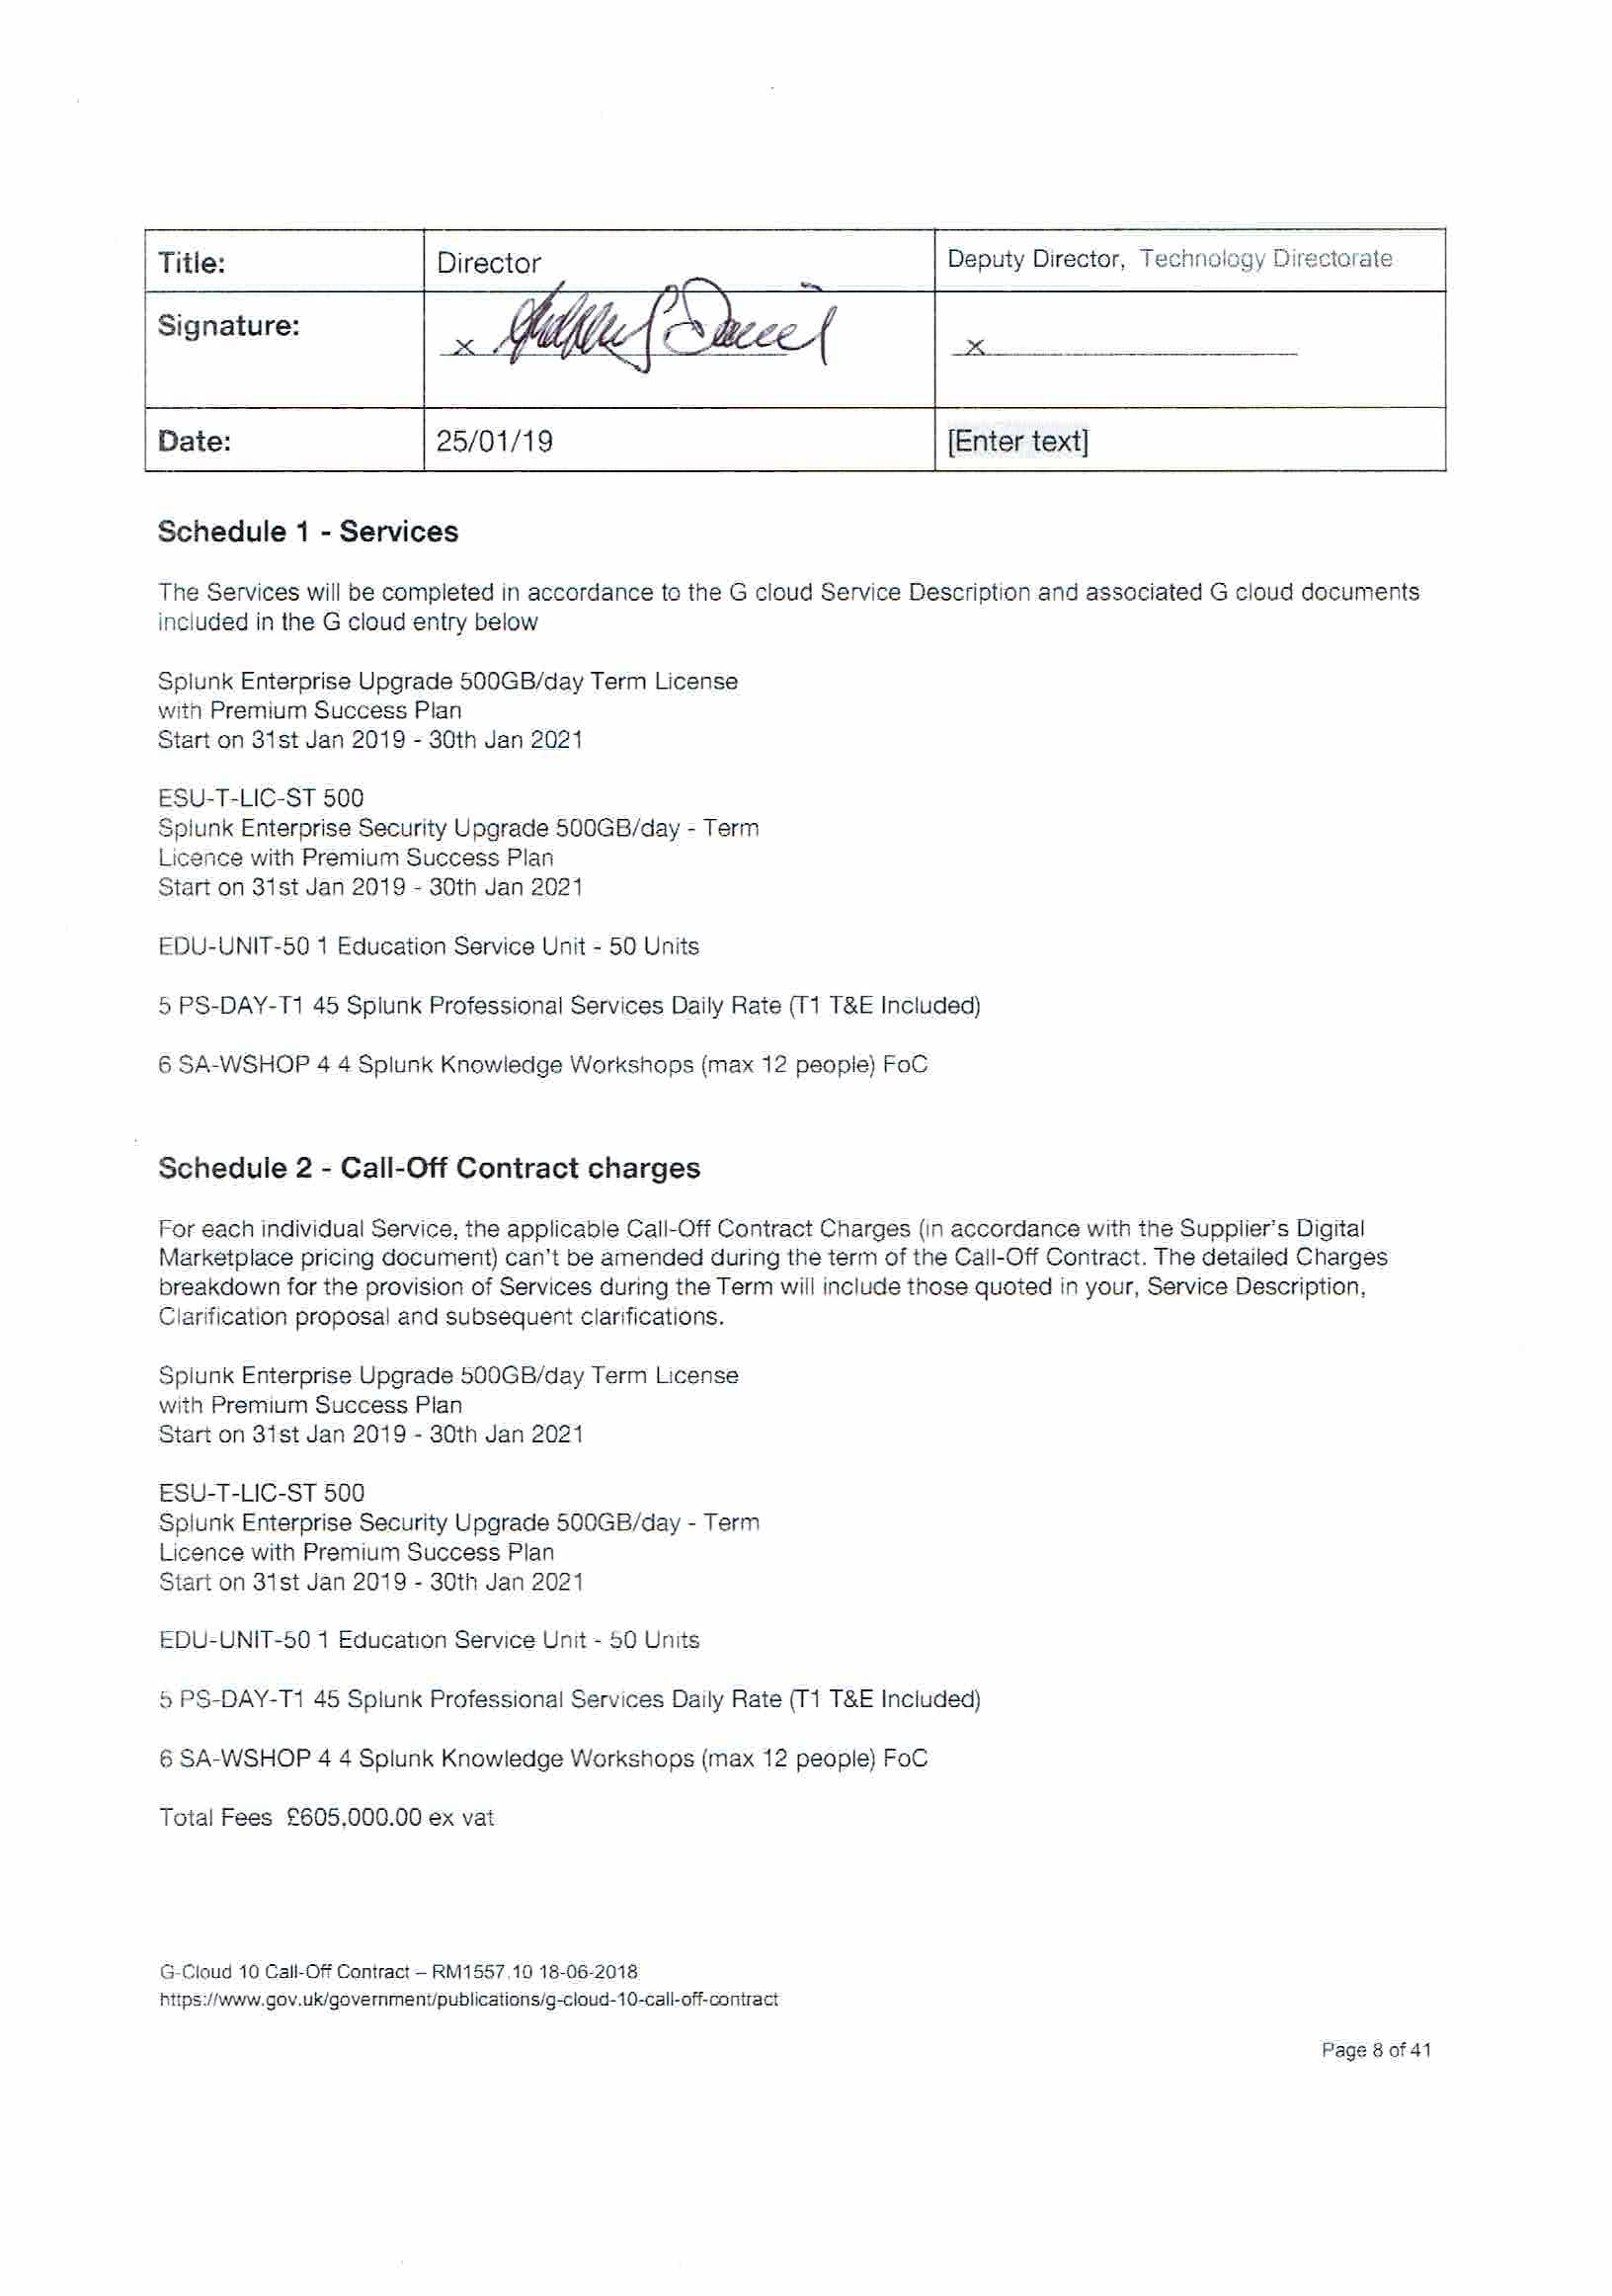 Title: Director Deputy Director, Technology Directorate
Signature: x x
Date: 25/01/19 [Enter text]
Schedule 1 - Services
The Services will be completed in accordance to the G cloud Service Description and associated G cloud documents
included in the G cloud entry below
Splunk Enterprise Upgrade 500GB/day Term License
with Premium Success Plan
Start on 31st Jan 2019 - 30th Jan 2021
ESU-T-LIC-ST 500
Splunk Enterprise Security Upgrade 500GB/day - Term
Licence with Premium Success Plan
Start on 31st Jan 2019 - 30th Jan 2021
EDU-UNIT-50 1 Education Service Unit - 50 Units
5 PS-DAY-T1 45 Splunk Professional Services Daily Rate (T1 T&E Included)
6 SA-WSHOP 4 4 Splunk Knowledge Workshops (max 12 people) FoC
Schedule 2 - Call-Off Contract charges
For each individual Service, the applicable Call-Off Contract Charges (in accordance with the Supplier's Digital
Marketplace pricing document) can't be amended during the term of the Call-Off Contract. The detailed Charges
breakdown for the provision of Services during the Term will include those quoted in your, Service Description,
Clarification proposal and subsequent clarifications.
Splunk Enterprise Upgrade 500GB/day Term License
with Premium Success Plan
Start on 31st Jan 2019 - 30th Jan 2021
ESU-T-LIC-ST 500
Splunk Enterprise Security Upgrade 500GB/day - Term
Licence with Premium Success Plan
Start on 31st Jan 2019 - 30th Jan 2021
EDU-UNIT-50 1 Education Service Unit - 50 Units
5 PS-DAY-T1 45 Splunk Professional Services Daily Rate (T1 T&E Included)
6 SA-WSHOP 4 4 Splunk Knowledge Workshops (max 12 people) FoC
Total Fees £605,000.00 ex vat
G-Cloud 10 Call-Off Contract – RM1557.10 18-06-2018
https://www.gov.uk/government/publications/g-cloud-10-call-off-contract
Page 8 of 41